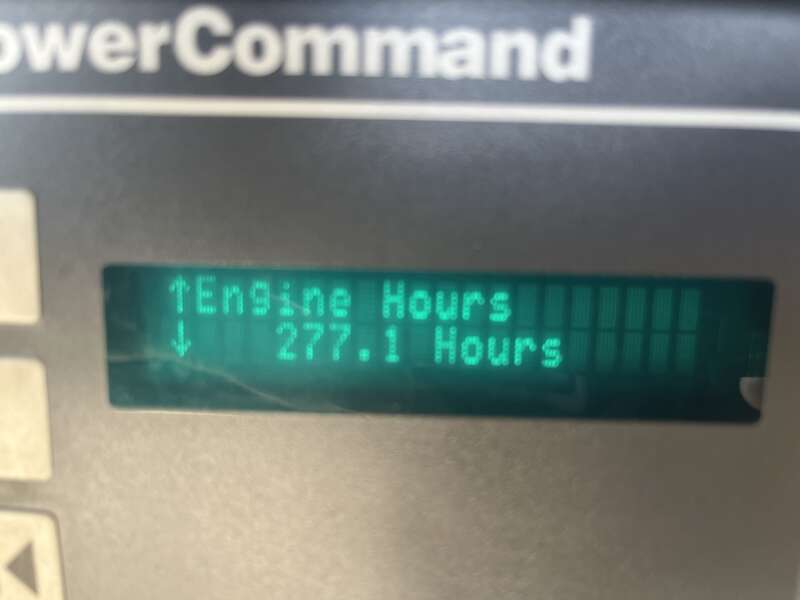 owerCommand
↑Engine Hours
↓ 277.1 Hours